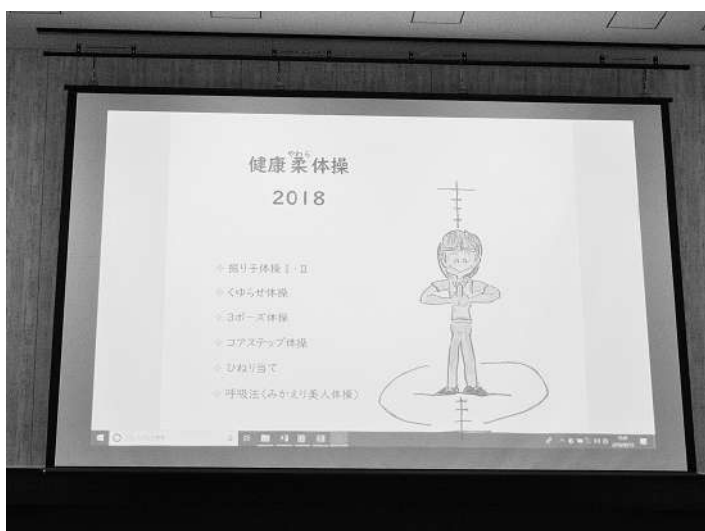 健康柔体操
やわら
2018
振り子体操 I・II
くゆらせ体操
3ポーズ体操
コアステップ体操
ひねり当て
呼吸法(みかえり美人体操)